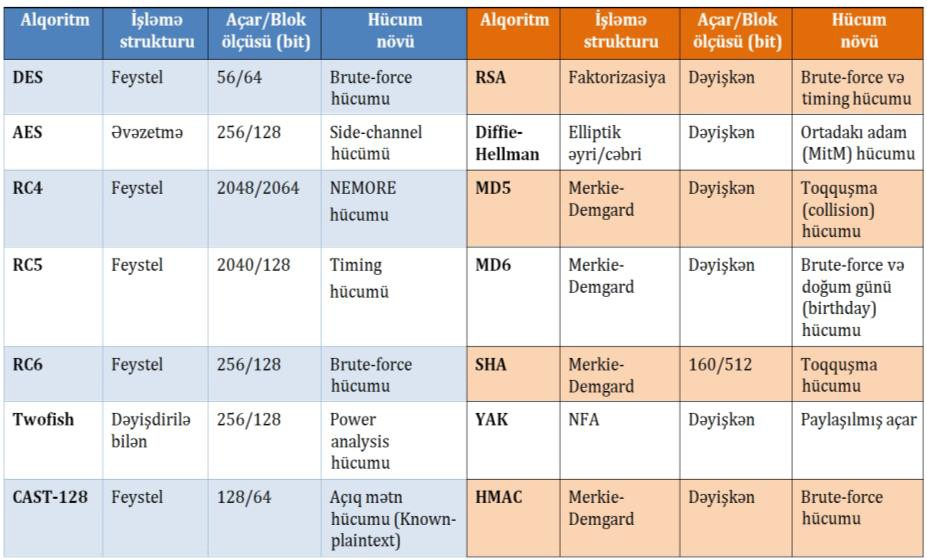 Alqoritm İşləmə strukturu Açar/Blok ölçüsü (bit) Hücum növü Alqoritm İşləmə strukturu Açar/Blok ölçüsü (bit) Hücum növü
DES Feystel 56/64 Brute-force hücumu RSA Faktorizasiya Dəyişkən Brute-force və timing hücumu
AES Əvəzetmə 256/128 Side-channel hücümü Diffie-Hellman Elliptik əyri/cəbri Dəyişkən Ortadakı adam (MitM) hücumu
RC4 Feystel 2048/2064 NEMORE hücumu MD5 Merkie-Demgard Dəyişkən Toqquşma (collision) hücumu
RC5 Feystel 2040/128 Timing hücumü MD6 Merkie-Demgard Dəyişkən Brute-force və doğum günü (birthday) hücumu
RC6 Feystel 256/128 Brute-force hücumu SHA Merkie-Demgard 160/512 Toqquşma hücumu
Twofish Dəyişdirilə bilən 256/128 Power analysis hücumu YAK NFA Dəyişkən Paylaşılmış açar
CAST-128 Feystel 128/64 Açıq mətn hücumu (Known-plaintext) HMAC Merkie-Demgard Dəyişkən Brute-force hücumu